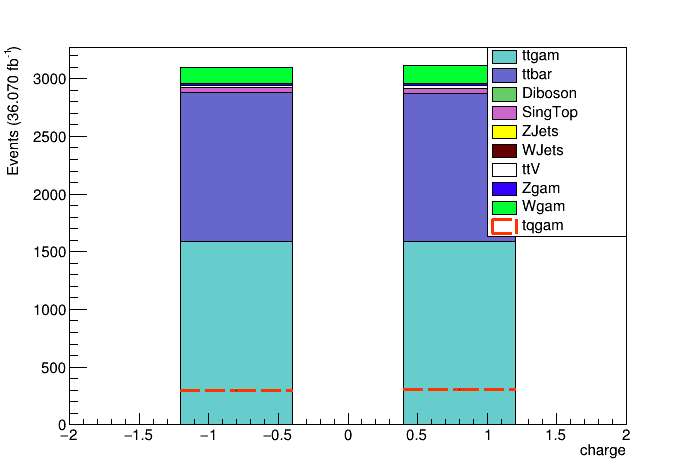 Events (36.070 fb-1)
3000
2500
2000
1500
1000
500
0
ttgam
ttbar
Diboson
SingTop
ZJets
WJets
ttV
Zgam
Wgam
tqgam
−2 −1.5 −1 −0.5 0 0.5 1 1.5 2
charge